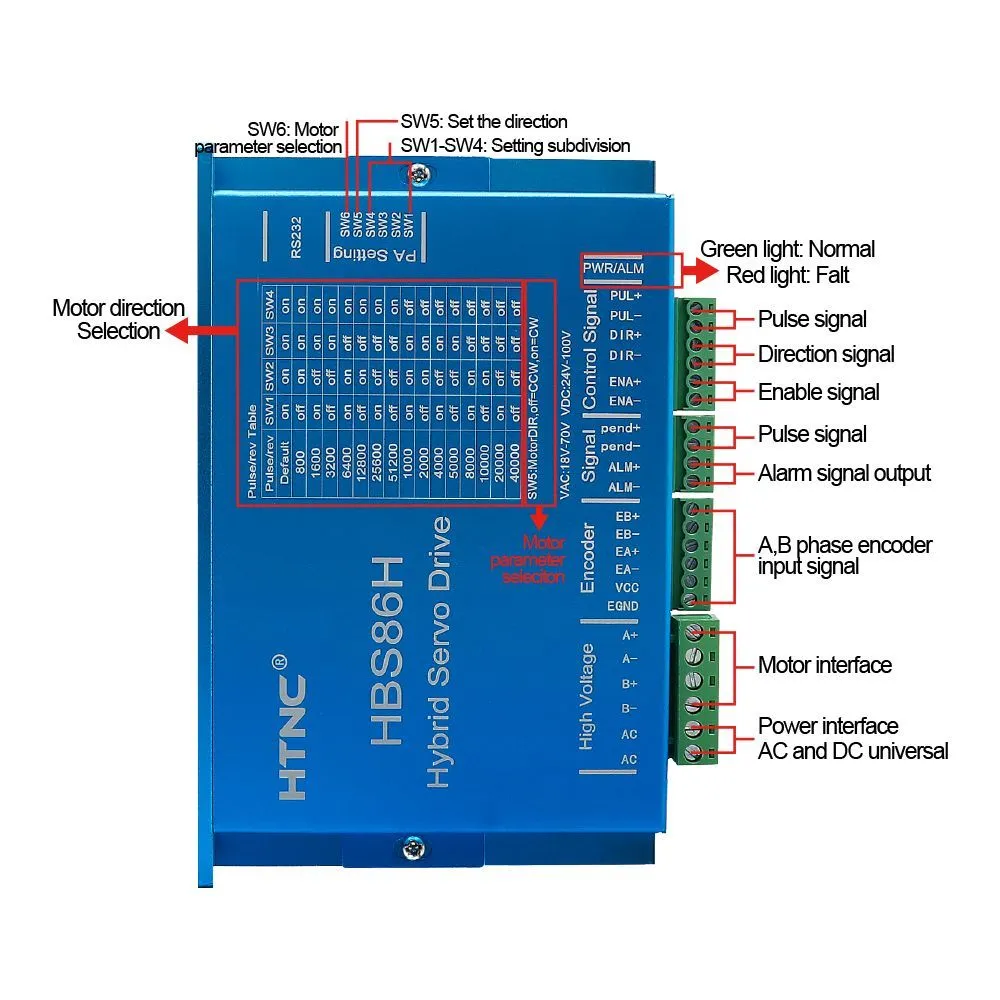 SW6: Motor
parameter selection
SW5: Set the direction
SW1-SW4: Setting subdivision
RS232
SW6
SW5
SW4
SW3
SW2
SW1
PA Setting
PWR/ALM
Green light: Normal
Red light: Falt
Motor direction
Selection
Pulse/rev Table
Pulse/rev SW1 SW2 SW3 SW4
Default on on on on
800 off on on on
1600 on off on on
3200 off off on on
6400 on on off on
12800 off on off on
25600 on off off on
51200 off off off on
1000 on on on off
2000 off on on off
4000 on off on off
5000 off off on off
8000 on on off off
10000 off on off off
20000 on off off off
40000 off off off off
SW5:MotorDIR,off=CCW,on=CW
VAC:18V-70V VDC:24V-100V
Motor
parameter
selection
Control Signal
PUL+
PUL-
DIR+
DIR-
ENA+
ENA-
Pulse signal
Direction signal
Enable signal
Signal
pend+
pend-
ALM+
ALM-
Pulse signal
Alarm signal output
Encoder
EB+
EB-
EA+
EA-
VCC
EGND
A,B phase encoder
input signal
High Voltage
A+
A-
B+
B-
AC
AC
Motor interface
Power interface
AC and DC universal
HTNC®
HBS86H
Hybrid Servo Drive